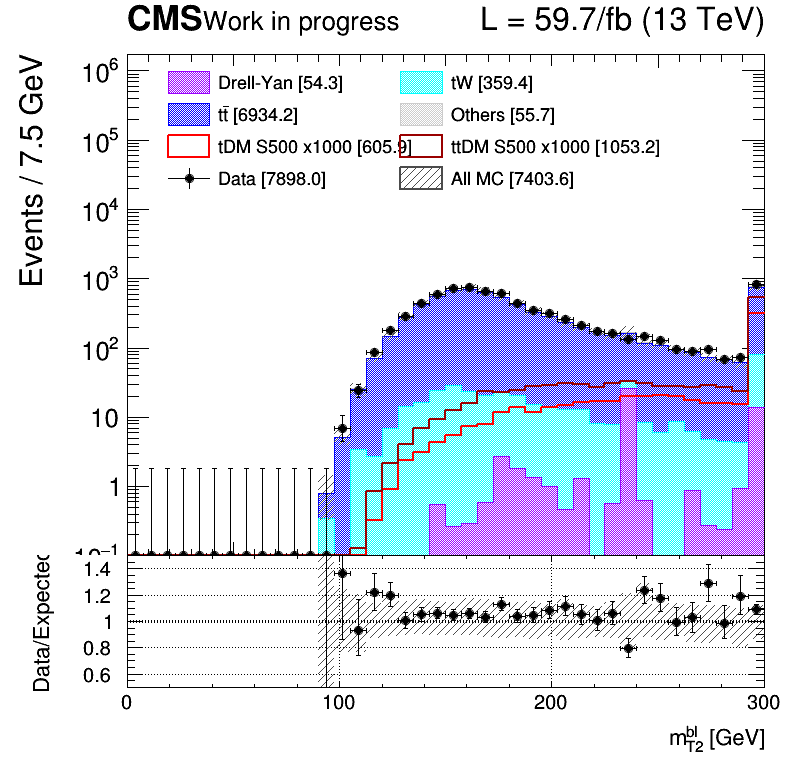 CMS Work in progress L = 59.7/fb (13 TeV)
Events / 7.5 GeV
10⁶
10⁵
10⁴
10³
10²
10
1
10⁻¹
Drell-Yan [54.3]
tW [359.4]
tt̄ [6934.2]
Others [55.7]
tDM S500 x1000 [605.9]
ttDM S500 x1000 [1053.2]
Data [7898.0]
All MC [7403.6]
Data/Expected
1.4
1.2
1
0.8
0.6
0 100 200 300
m_{T2}^{bl} [GeV]